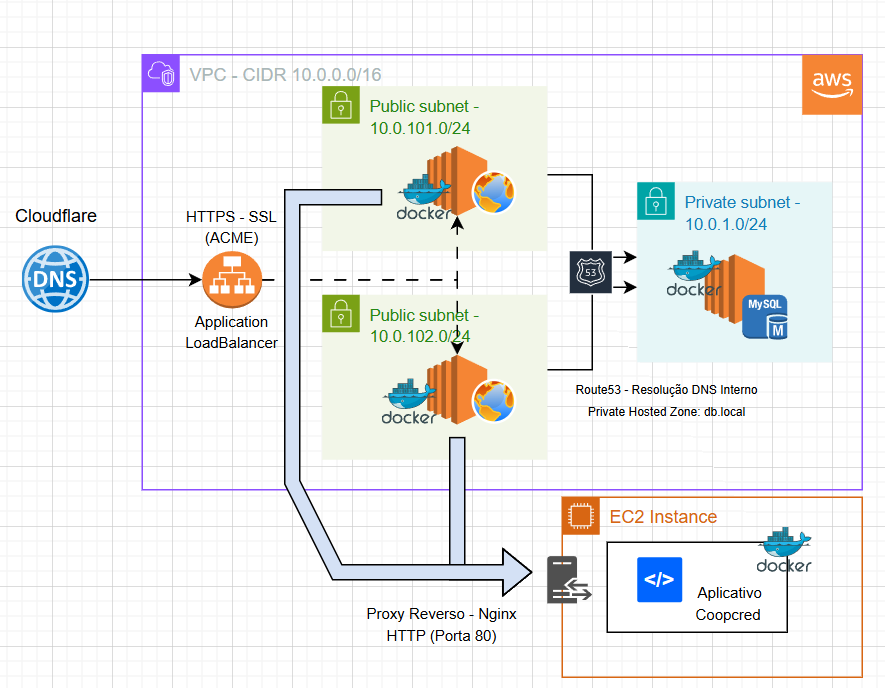 VPC - CIDR 10.0.0.0/16
aws
Public subnet -
10.0.101.0/24
docker
Cloudflare
DNS
HTTPS - SSL
(ACME)
Application
LoadBalancer
Private subnet -
10.0.1.0/24
docker
MySQL
M
53
Public subnet -
10.0.102.0/24
docker
Route53 - Resolução DNS Interno
Private Hosted Zone: db.local
EC2 Instance
docker
</>
Aplicativo
Coopcred
Proxy Reverso - Nginx
HTTP (Porta 80)